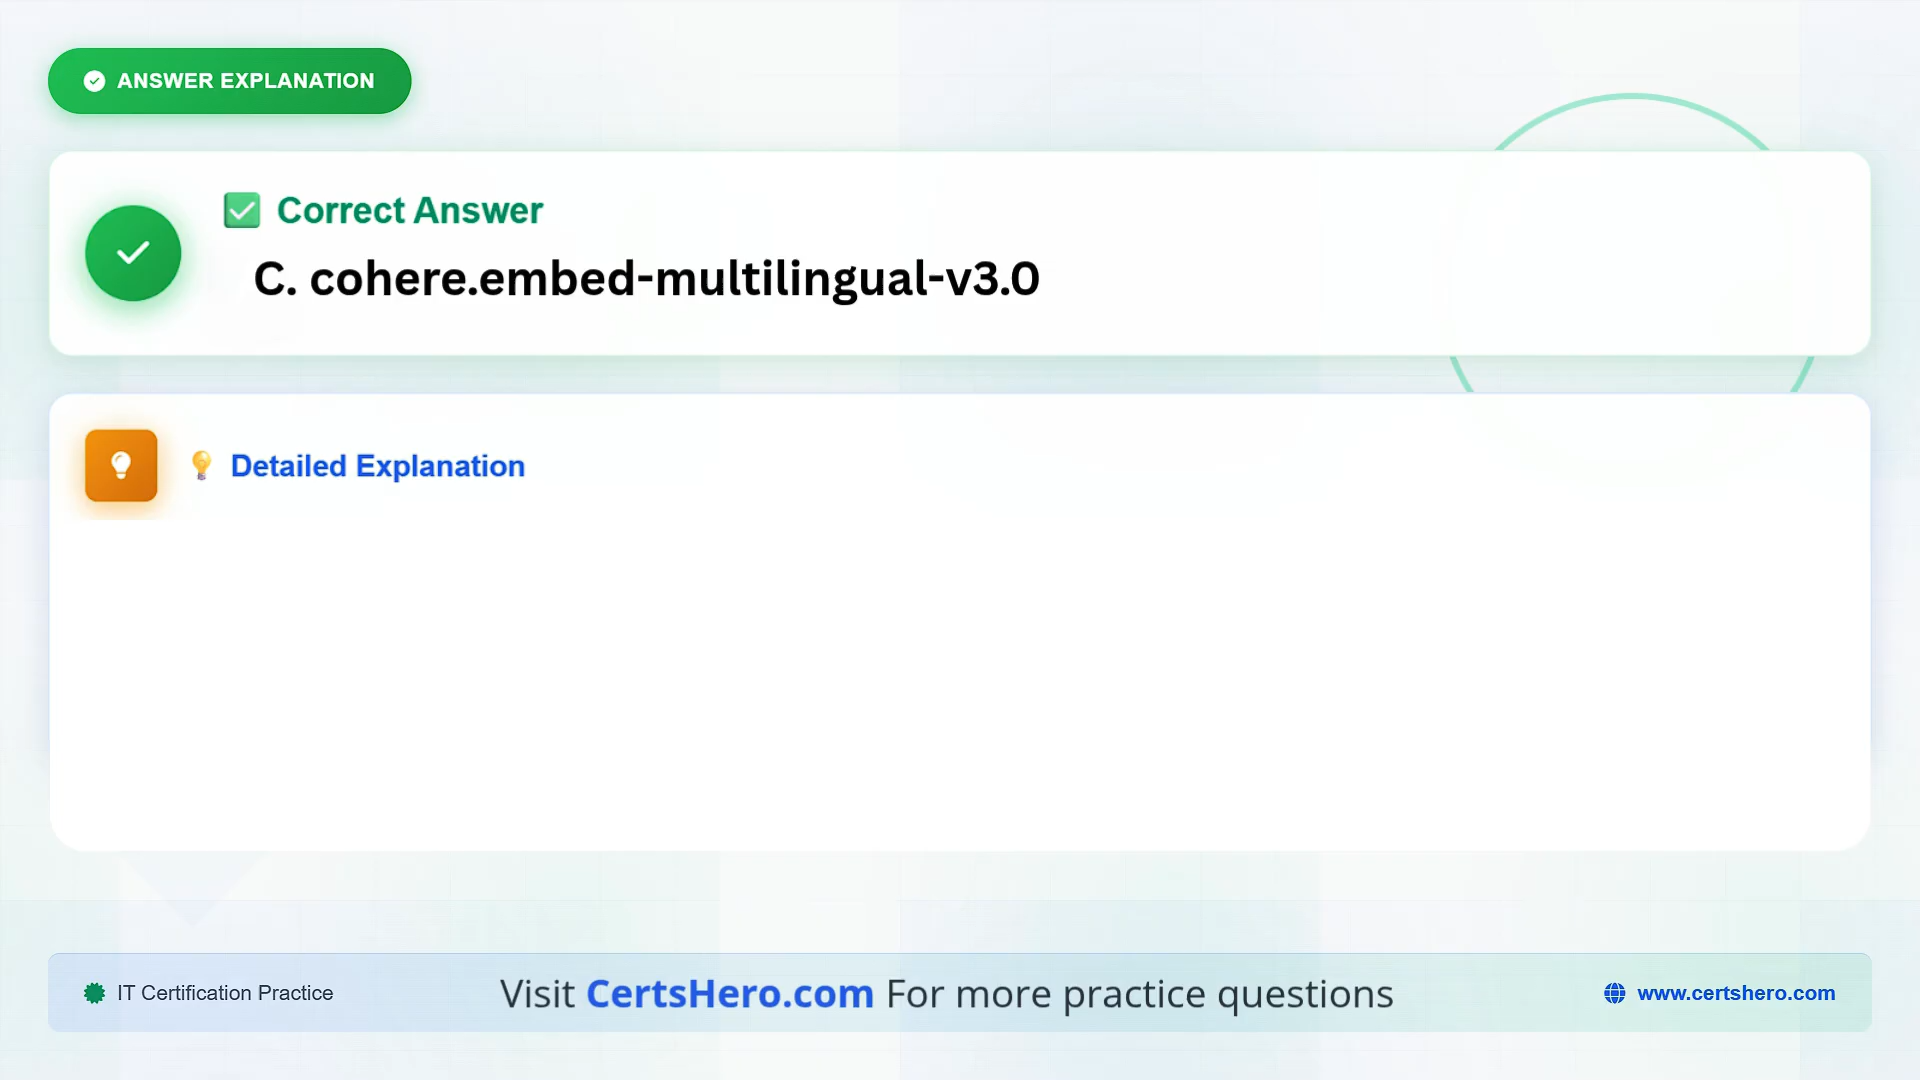 ANSWER EXPLANATION
✅ Correct Answer
C. cohere.embed-multilingual-v3.0
💡 Detailed Explanation
IT Certification Practice
Visit CertsHero.com For more practice questions
www.certshero.com